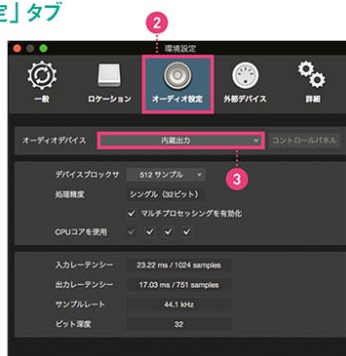 定」タブ
2
環境設定
一般 ロケーション オーディオ設定 外部デバイス 詳細
オーディオデバイス 内蔵出力 コントロールパネル
3
デバイスブロックサ 512 サンプル
処理精度 シングル（32ビット）
マルチプロセッシングを有効化
CPUコアを使用
入力レーテンシー 23.22 ms / 1024 samples
出力レーテンシー 17.03 ms / 751 samples
サンプルレート 44.1 kHz
ビット深度 32